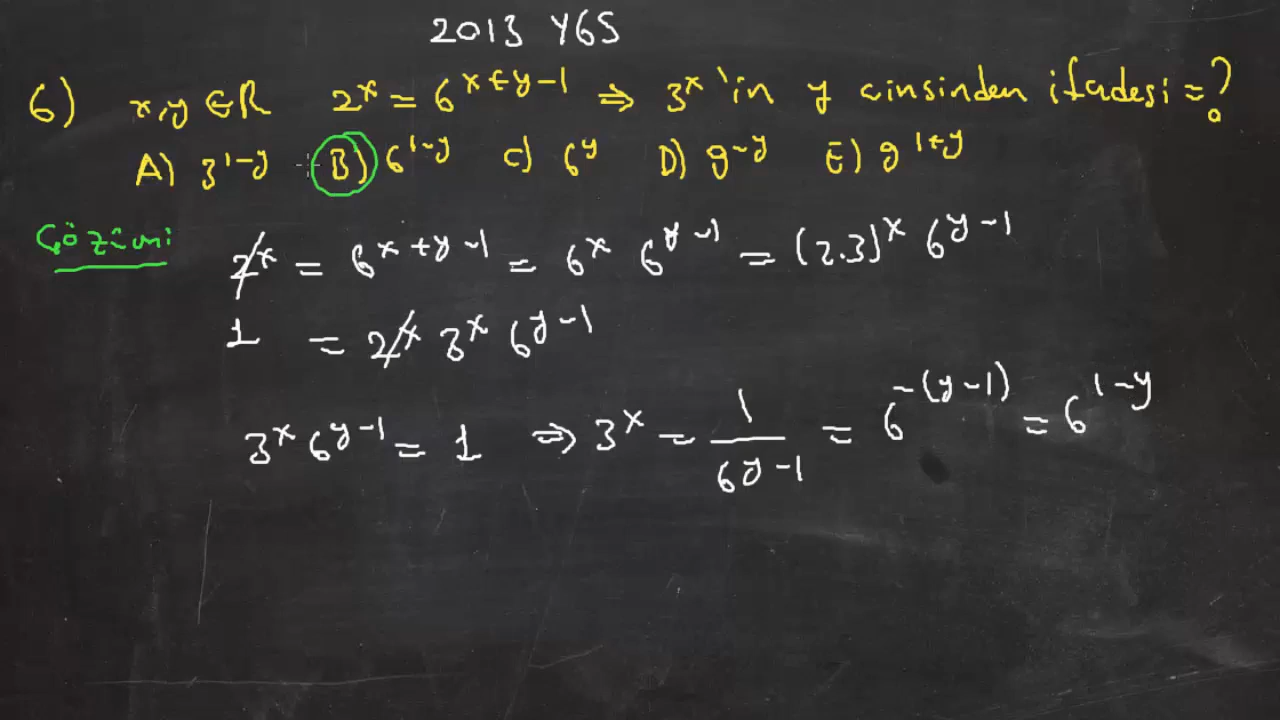 2013 YGS
6) x,y ∈ R 2^x = 6^{x+y-1} ⇒ 3^x 'in y cinsinden ifadesi = ?
A) 3^{1-y} B) 6^{1-y} C) 6^y D) 9^{-y} E) 9^{1+y}
Çözüm:
2^x = 6^{x+y-1} = 6^x 6^{y-1} = (2.3)^x 6^{y-1}
1 = 2^x 3^x 6^{y-1}
3^x 6^{y-1} = 1 ⇒ 3^x = 1/6^{y-1} = 6^{-(y-1)} = 6^{1-y}